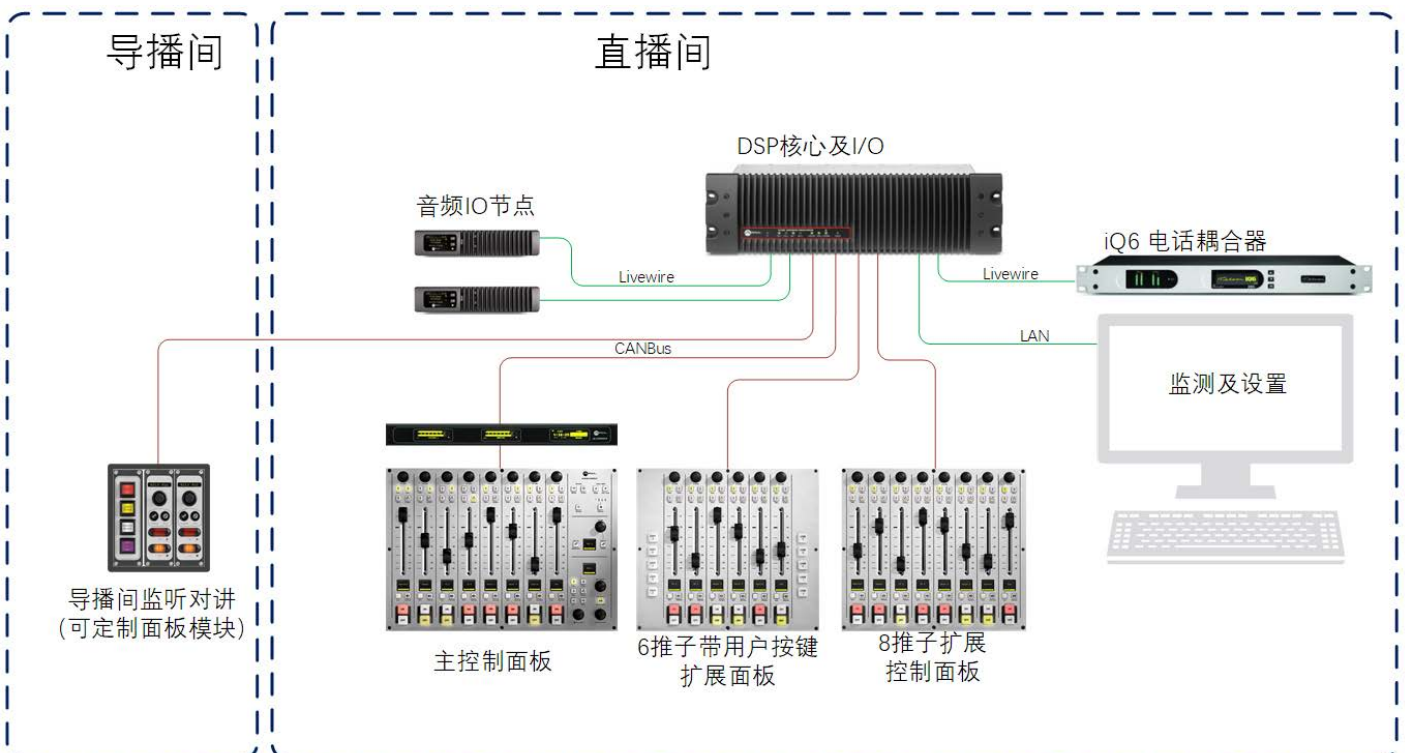 导播间
直播间
DSP核心及I/O
音频IO节点
iQ6 电话耦合器
Livewire
Livewire
LAN
CANBus
监测及设置
导播间监听对讲
(可定制面板模块)
主控制面板
6推子带用户按键
扩展面板
8推子扩展
控制面板